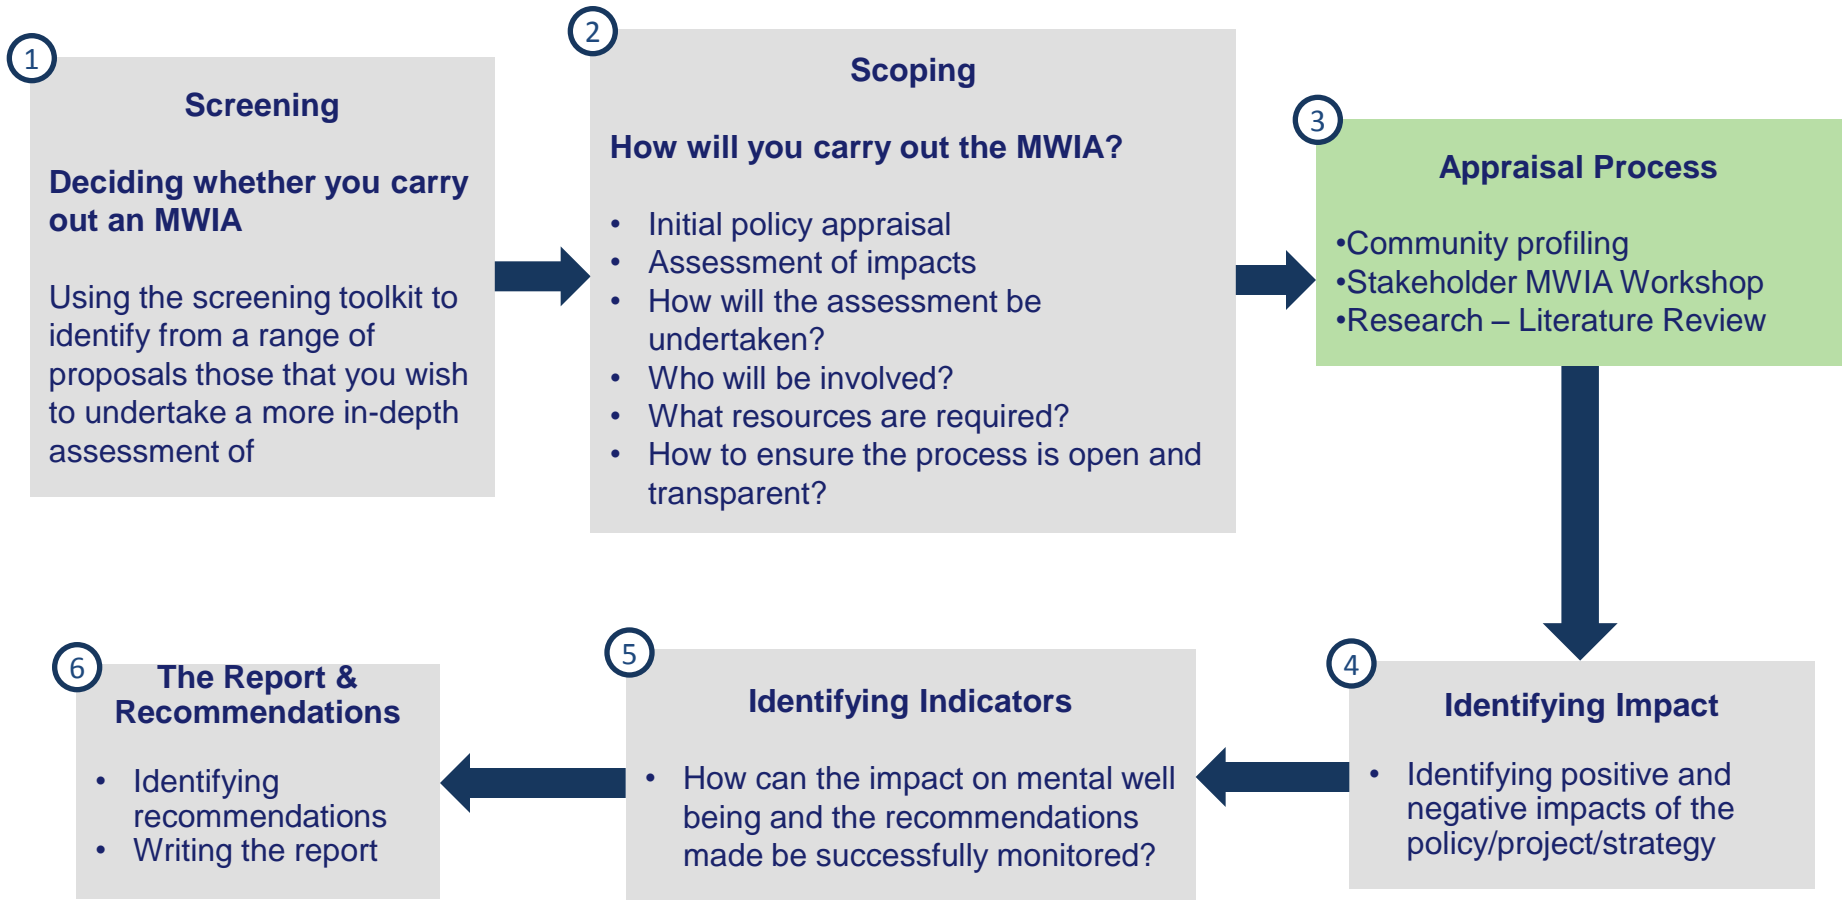 1
Screening
Deciding whether you carry
out an MWIA
Using the screening toolkit to
identify from a range of
proposals those that you wish
to undertake a more in-depth
assessment of
2
Scoping
How will you carry out the MWIA?
• Initial policy appraisal
• Assessment of impacts
• How will the assessment be
undertaken?
• Who will be involved?
• What resources are required?
• How to ensure the process is open and
transparent?
3
Appraisal Process
•Community profiling
•Stakeholder MWIA Workshop
•Research – Literature Review
4
Identifying Impact
• Identifying positive and
negative impacts of the
policy/project/strategy
5
Identifying Indicators
• How can the impact on mental well
being and the recommendations
made be successfully monitored?
6
The Report &
Recommendations
• Identifying
recommendations
• Writing the report